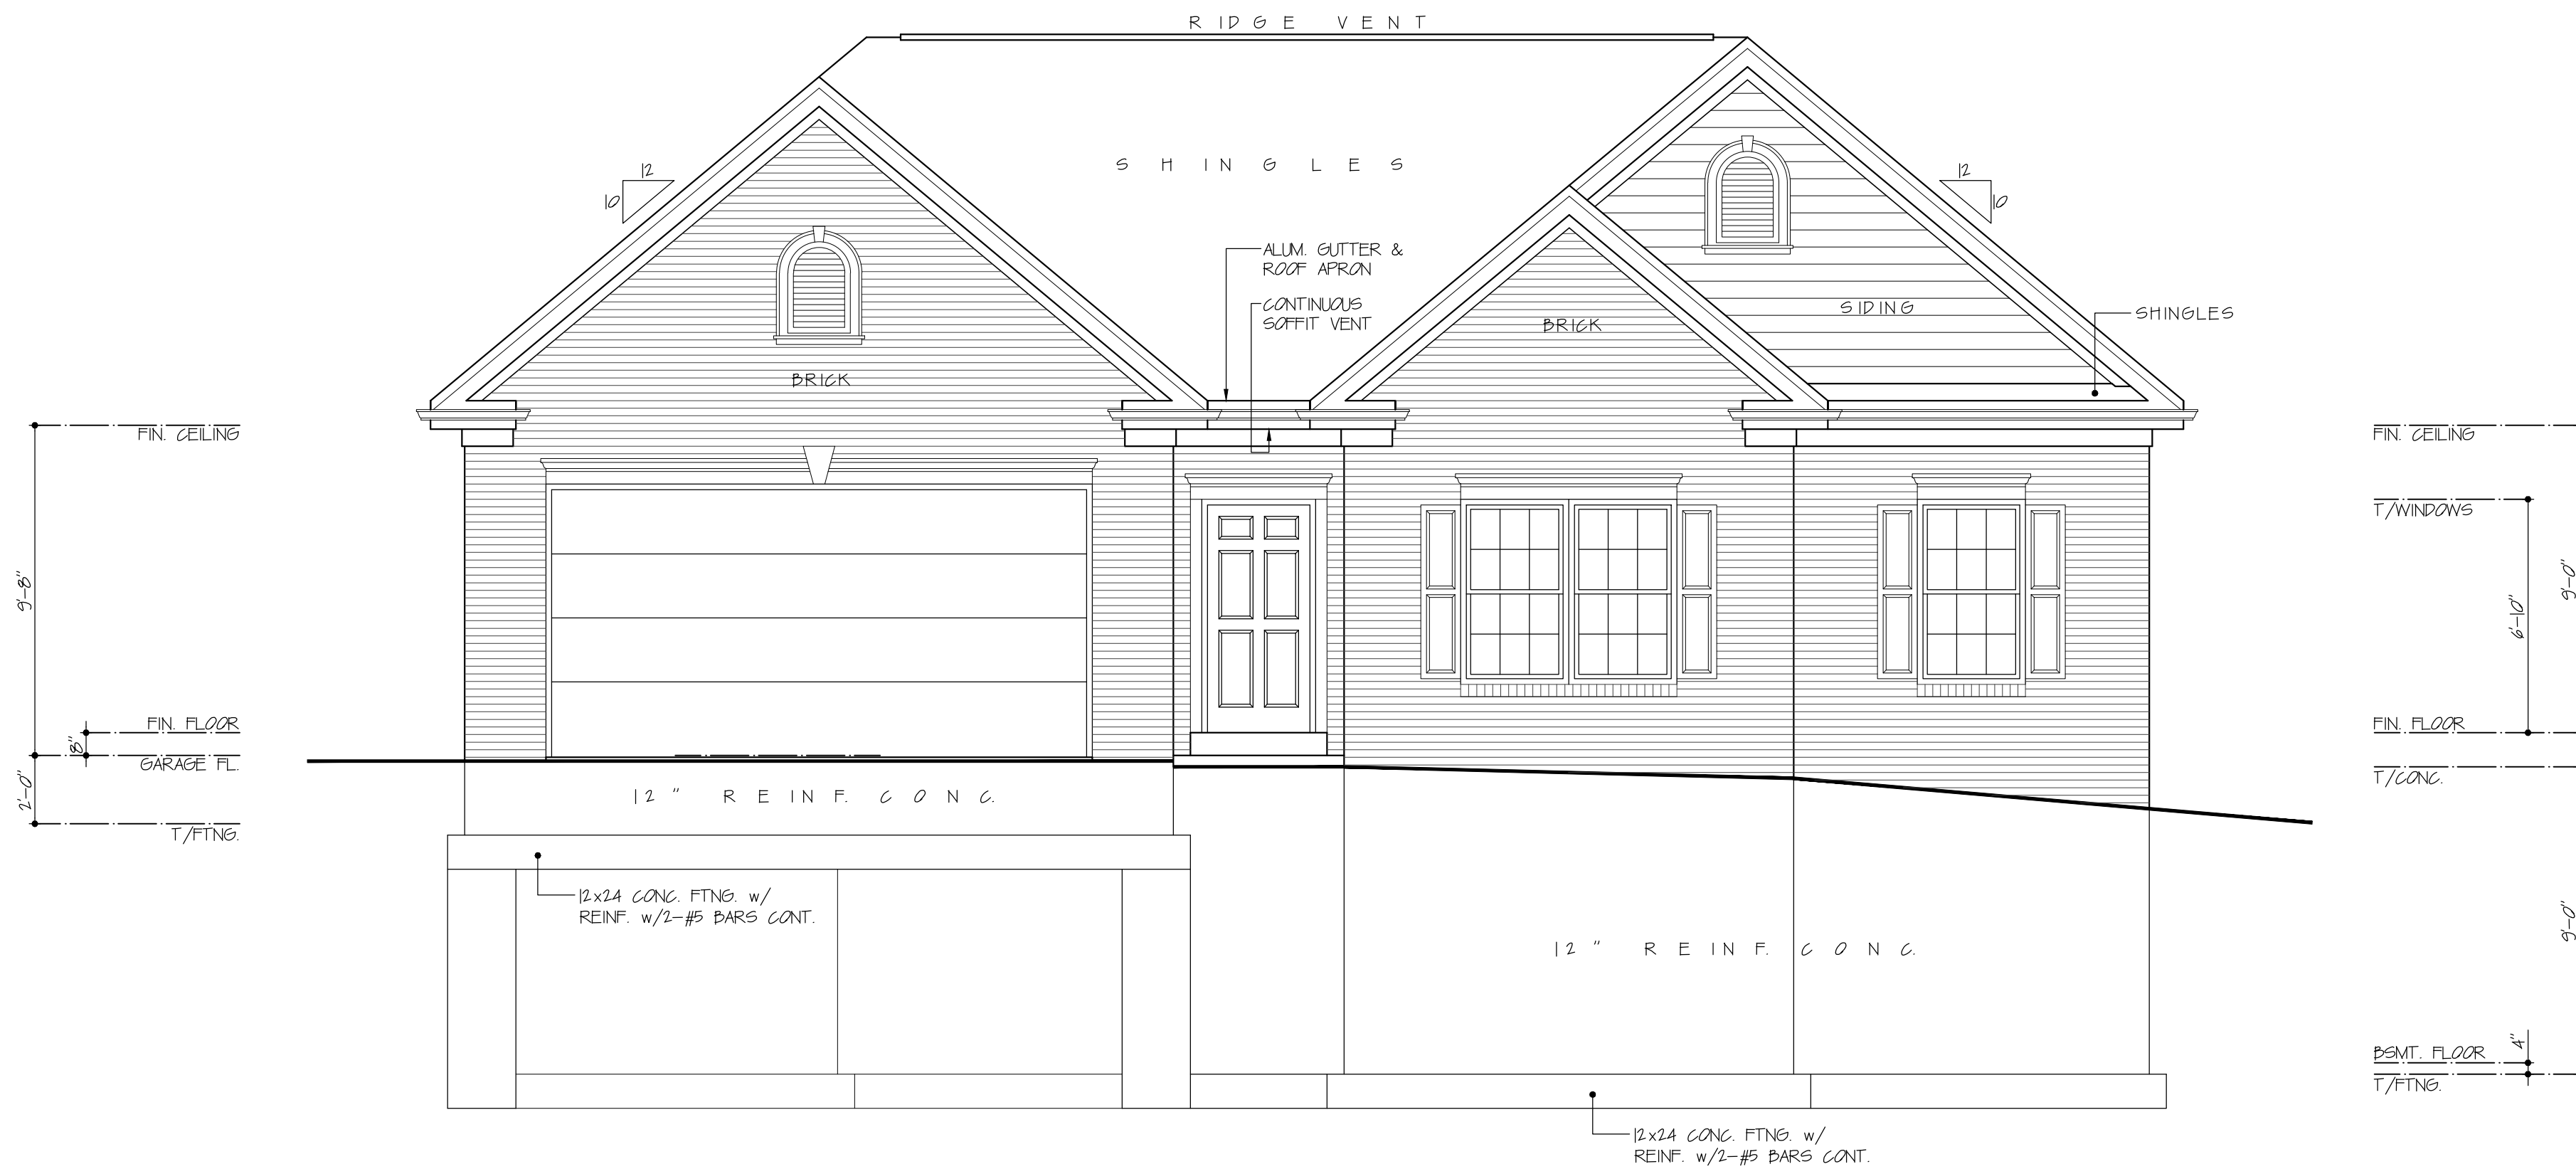 RIDGE VENT
SHINGLES
12
10
12
10
ALUM. GUTTER &
ROOF APRON
CONTINUOUS
SOFFIT VENT
BRICK
SIDING
SHINGLES
BRICK
FIN. CEILING
FIN. CEILING
T/WINDOWS
9'-8"
9'-0"
6'-10"
FIN. FLOOR
8"
GARAGE FL.
2'-0"
T/FTNG.
FIN. FLOOR
T/CONC.
12" REINF. CONC.
12x24 CONC. FTNG. w/
REINF. w/2-#5 BARS CONT.
12" REINF. CONC.
9'-0"
BSMT. FLOOR
4"
T/FTNG.
12x24 CONC. FTNG. w/
REINF. w/2-#5 BARS CONT.